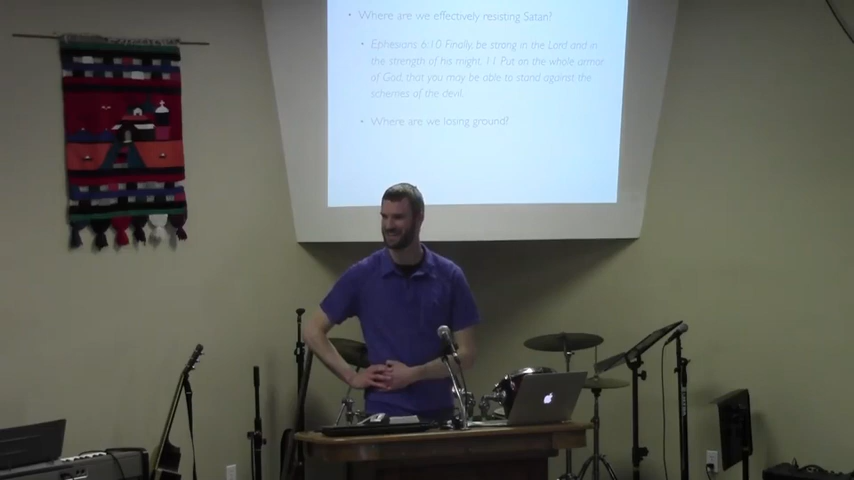 • Where are we effectively resisting Satan?
• Ephesians 6:10 Finally, be strong in the Lord and in
the strength of his might. 11 Put on the whole armor
of God, that you may be able to stand against the
schemes of the devil.
• Where are we losing ground?